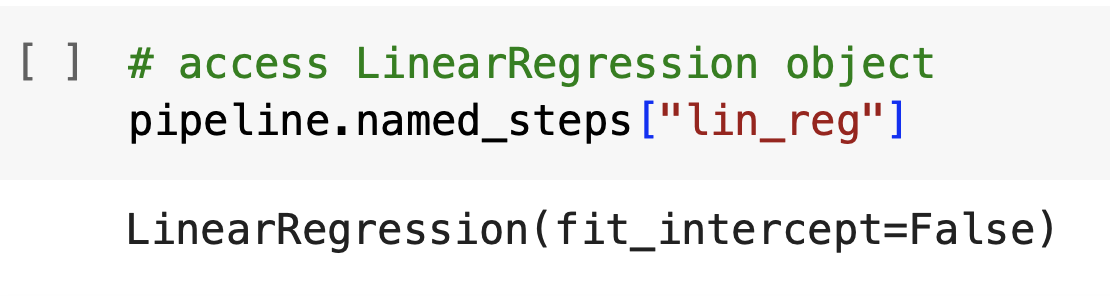 [ ] # access LinearRegression object
pipeline.named_steps["lin_reg"]
LinearRegression(fit_intercept=False)